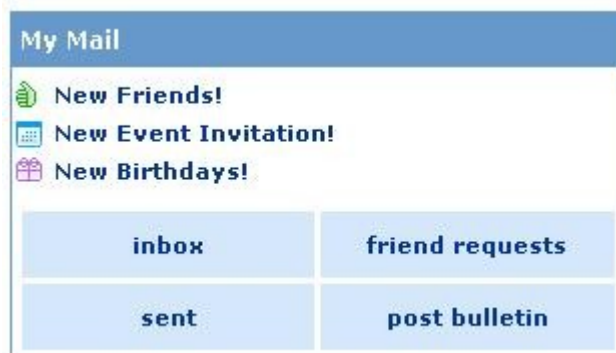 My Mail
New Friends!
New Event Invitation!
New Birthdays!
inbox
friend requests
sent
post bulletin